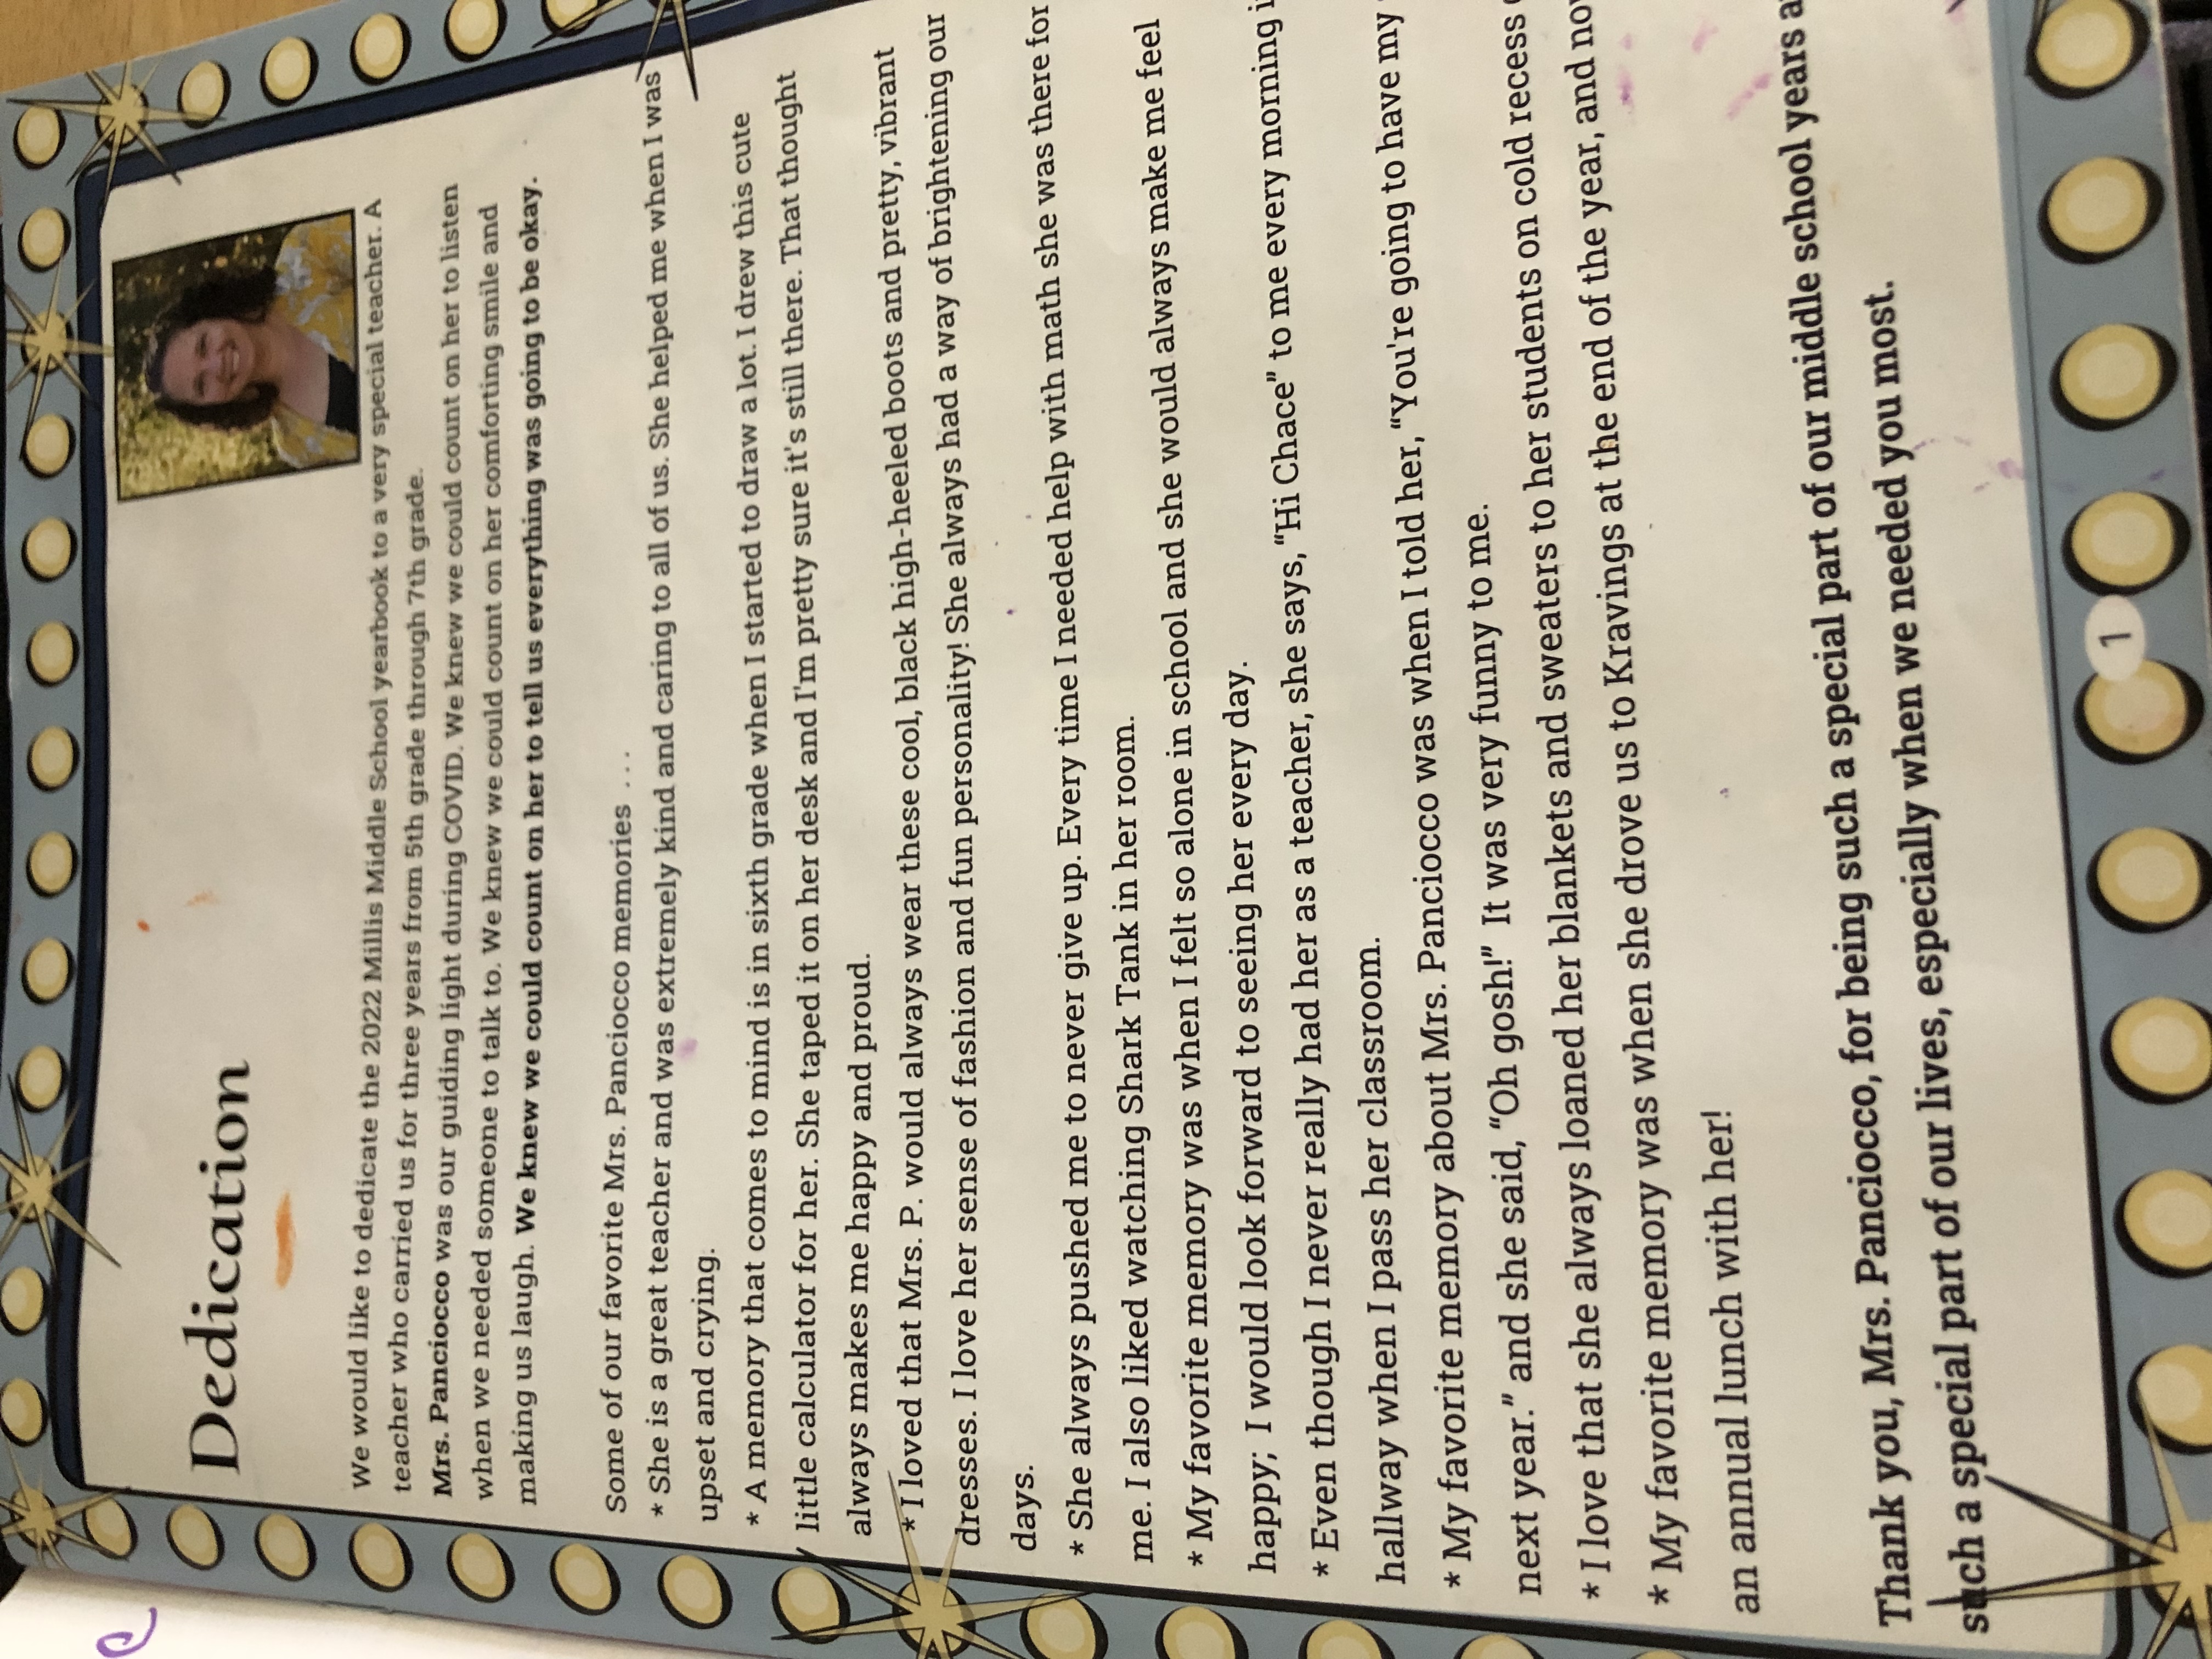 Dedication
We would like to dedicate the 2022 Millis Middle School yearbook to a very special teacher. A
teacher who carried us for three years from 5th grade through 7th grade.
Mrs. Panciocco was our guiding light during COVID. We knew we could count on her to listen
when we needed someone to talk to. We knew we could count on her comforting smile and
making us laugh. We knew we could count on her to tell us everything was going to be okay.
Some of our favorite Mrs. Panciocco memories ...
* She is a great teacher and was extremely kind and caring to all of us. She helped me when I was
upset and crying.
* A memory that comes to mind is in sixth grade when I started to draw a lot. I drew this cute
little calculator for her. She taped it on her desk and I'm pretty sure it's still there. That thought
always makes me happy and proud.
* I loved that Mrs. P. would always wear these cool, black high-heeled boots and pretty, vibrant
dresses. I love her sense of fashion and fun personality! She always had a way of brightening our
days.
* She always pushed me to never give up. Every time I needed help with math she was there for
me. I also liked watching Shark Tank in her room.
* My favorite memory was when I felt so alone in school and she would always make me feel
happy;  I would look forward to seeing her every day.
* Even though I never really had her as a teacher, she says, “Hi Chace” to me every morning
hallway when I pass her classroom.
* My favorite memory about Mrs. Panciocco was when I told her, “You're going to have my
next year.” and she said, “Oh gosh!”  It was very funny to me.
* I love that she always loaned her blankets and sweaters to her students on cold recess
* My favorite memory was when she drove us to Kravings at the end of the year, and
an annual lunch with her!
Thank you, Mrs. Panciocco, for being such a special part of our middle school years
such a special part of our lives, especially when we needed you most.
1